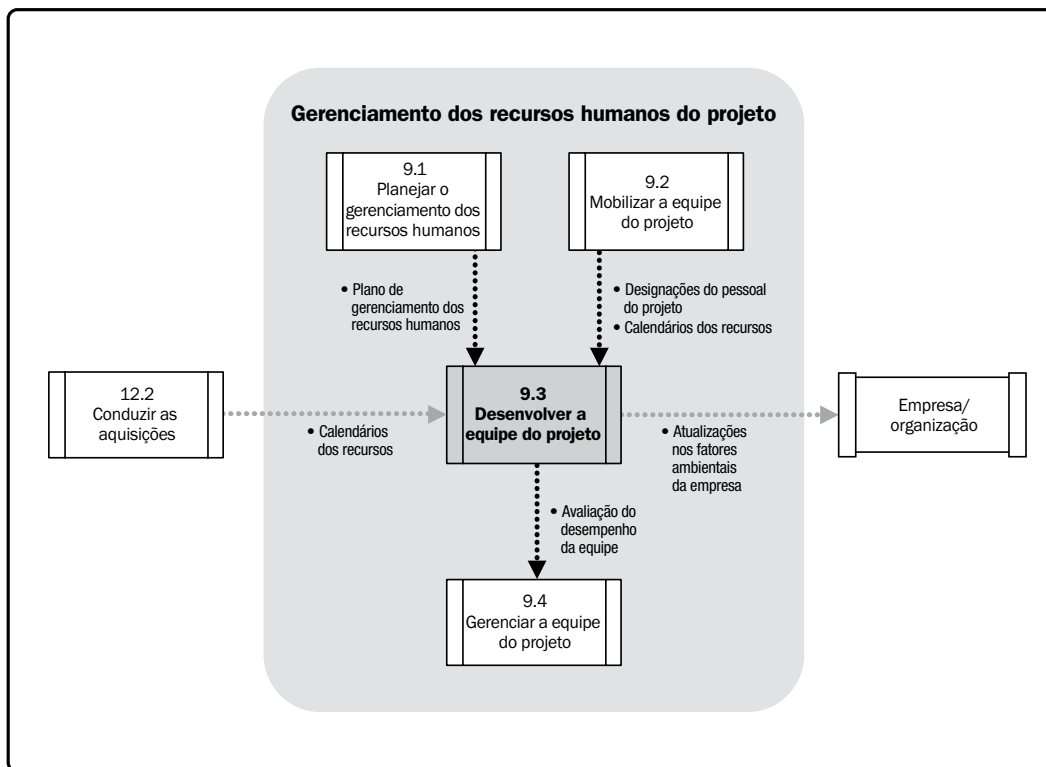 Gerenciamento dos recursos humanos do projeto
9.1
Planejar o
gerenciamento dos
recursos humanos
9.2
Mobilizar a equipe
do projeto
• Plano de
gerenciamento dos
recursos humanos
• Designações do pessoal
do projeto
• Calendários dos recursos
12.2
Conduzir as
aquisições
• Calendários
dos recursos
9.3
Desenvolver a
equipe do projeto
• Atualizações
nos fatores
ambientais
da empresa
Empresa/
organização
• Avaliação do
desempenho
da equipe
9.4
Gerenciar a equipe
do projeto